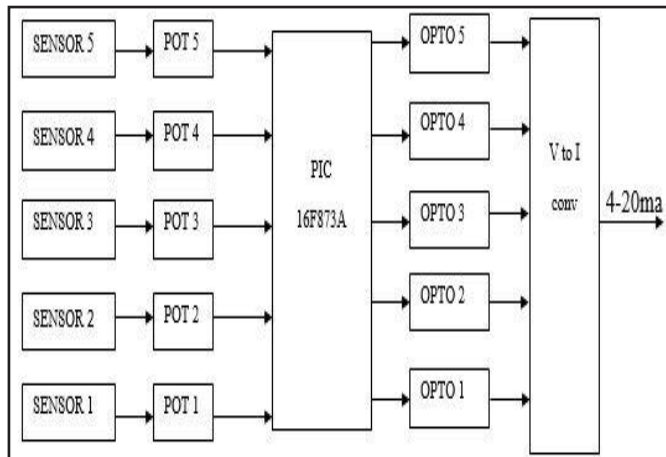 SENSOR 5
POT 5
OPTO 5
SENSOR 4
POT 4
OPTO 4
PIC
16F873A
V to I
conv
4-20ma
SENSOR 3
POT 3
OPTO 3
SENSOR 2
POT 2
OPTO 2
SENSOR 1
POT 1
OPTO 1